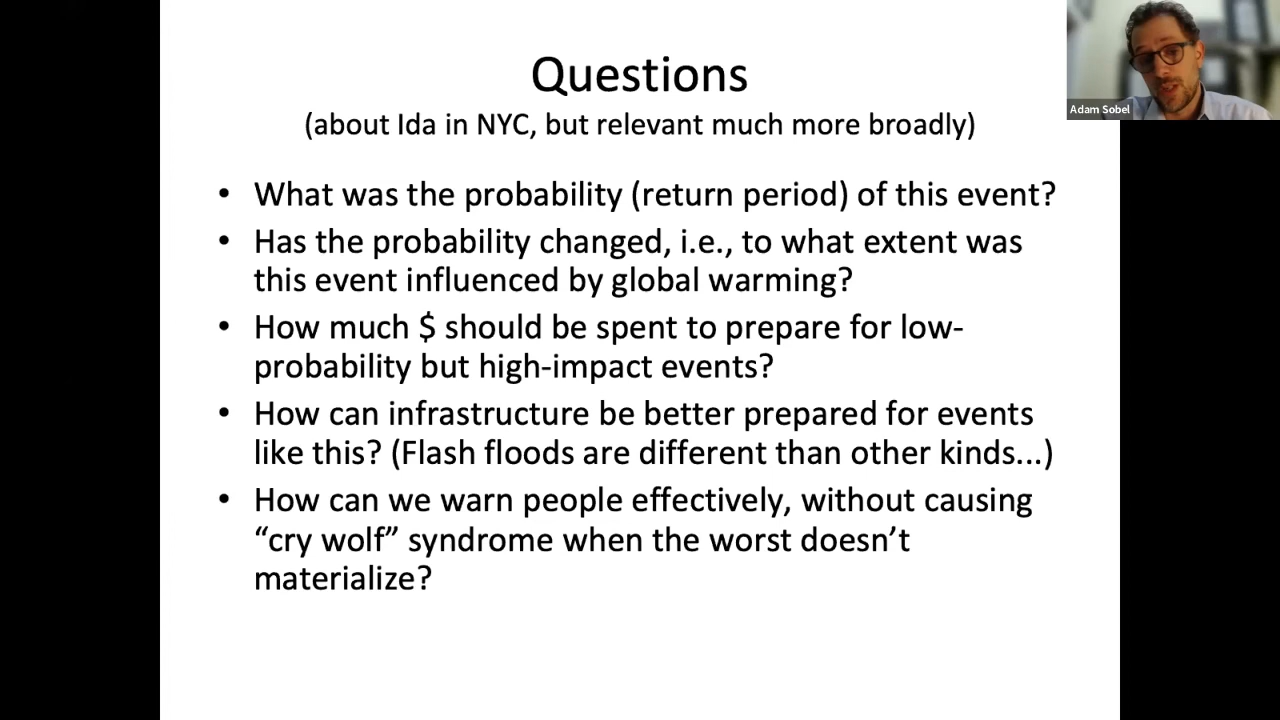 Questions
(about Ida in NYC, but relevant much more broadly)
Adam Sobel
• What was the probability (return period) of this event?
• Has the probability changed, i.e., to what extent was
this event influenced by global warming?
• How much $ should be spent to prepare for low-
probability but high-impact events?
• How can infrastructure be better prepared for events
like this? (Flash floods are different than other kinds...)
• How can we warn people effectively, without causing
“cry wolf” syndrome when the worst doesn’t
materialize?